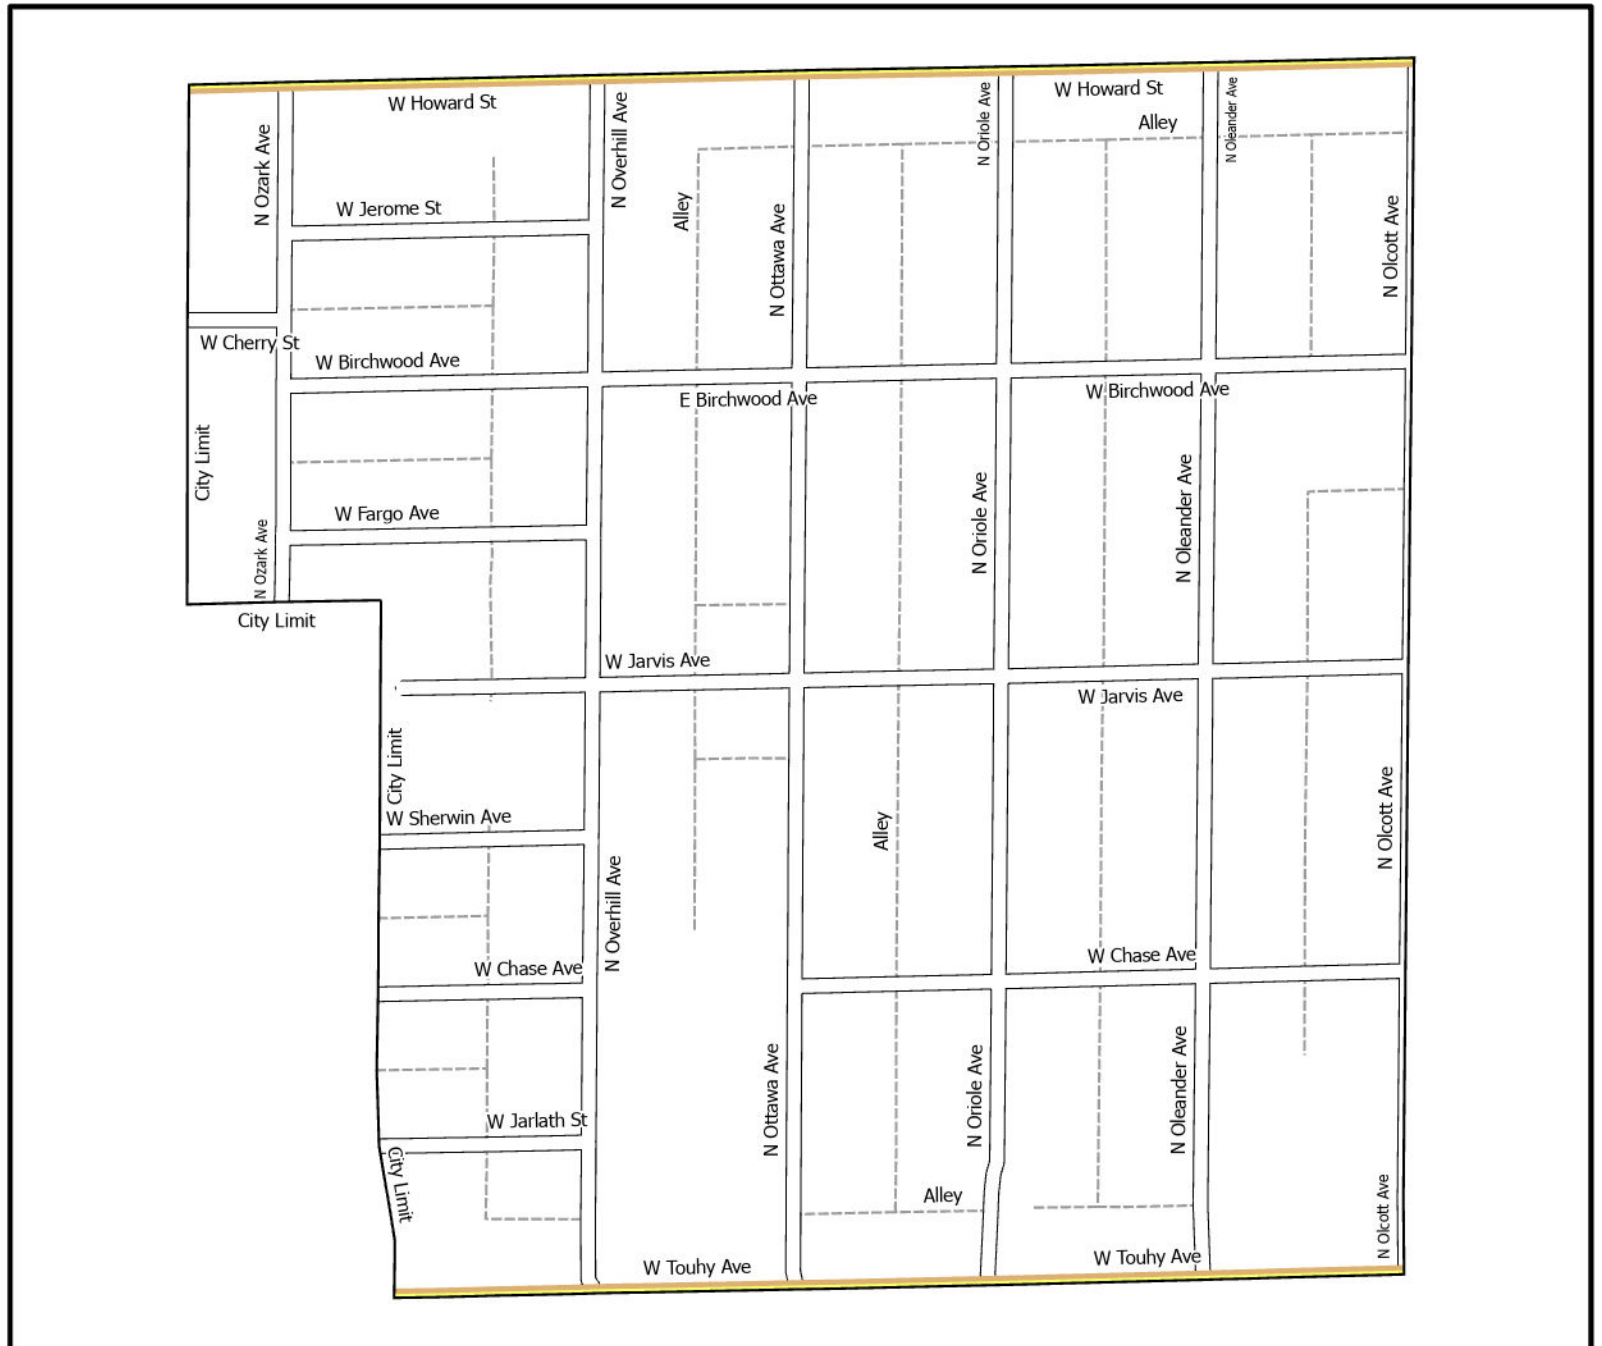 W Howard St
W Howard St
N Ozark Ave
N Overhill Ave
N Oriole Ave
N Oleander Ave
Alley
W Jerome St
Alley
N Ottawa Ave
N Olcott Ave
W Cherry St
W Birchwood Ave
E Birchwood Ave
W Birchwood Ave
City Limit
W Fargo Ave
N Ozark Ave
N Oriole Ave
N Oleander Ave
City Limit
W Jarvis Ave
W Jarvis Ave
City Limit
W Sherwin Ave
Alley
N Olcott Ave
N Overhill Ave
W Chase Ave
W Chase Ave
N Ottawa Ave
N Oriole Ave
N Oleander Ave
W Jarlath St
City Limit
Alley
N Olcott Ave
W Touhy Ave
W Touhy Ave